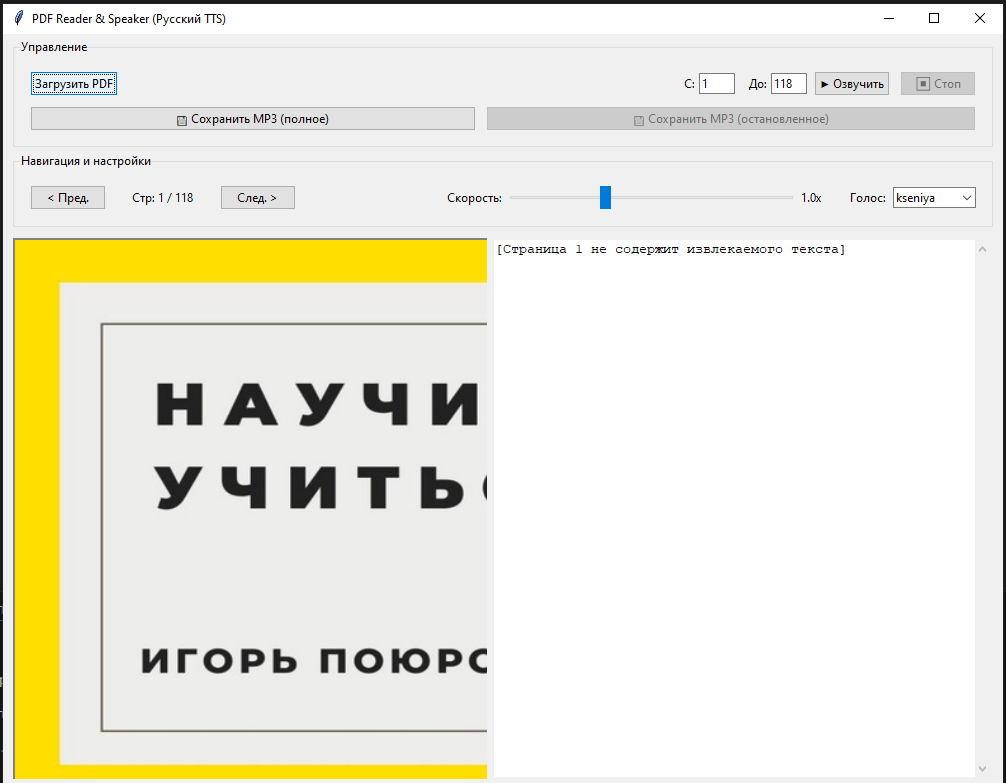 PDF Reader & Speaker (Русский TTS)
Управление
Загрузить PDF
С: 1 До: 118 ► Озвучить Стоп
Сохранить MP3 (полное) Сохранить MP3 (остановленное)
Навигация и настройки
< Пред. Стр: 1 / 118 След. > Скорость: 1.0x Голос: kseniya
[Страница 1 не содержит извлекаемого текста]
НАУЧИ
УЧИТЬ
ИГОРЬ ПОЮРО